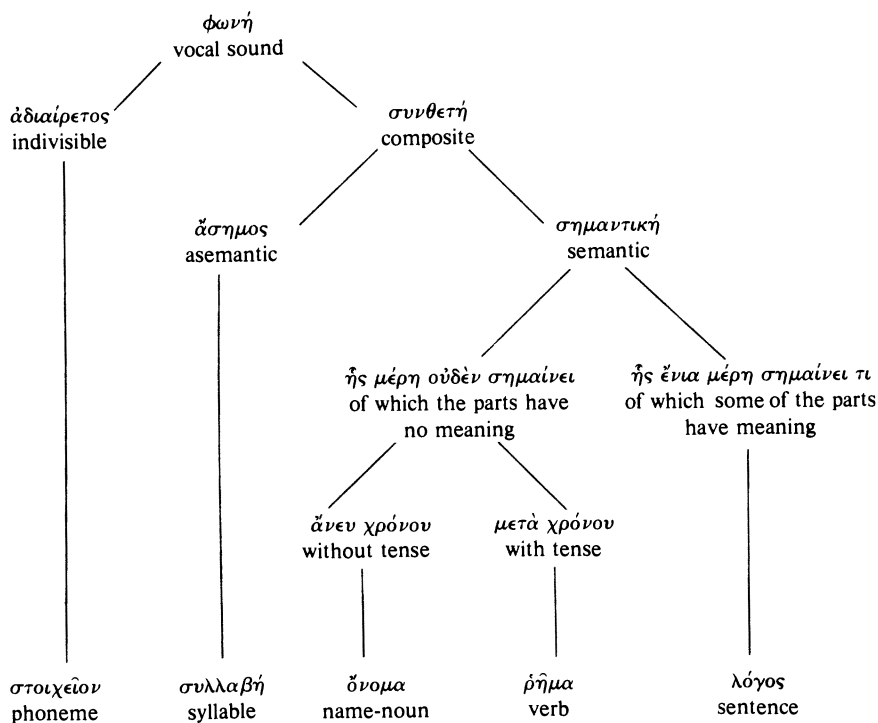 φωνή
vocal sound
ἀδιαίρετος
indivisible
συνθετή
composite
ἄσημος
asemantic
σημαντική
semantic
ἧς μέρη οὐδὲν σημαίνει
of which the parts have
no meaning
ἧς ἔνια μέρη σημαίνει τι
of which some of the parts
have meaning
ἄνευ χρόνου
without tense
μετὰ χρόνου
with tense
στοιχεῖον
phoneme
συλλαβή
syllable
ὄνομα
name-noun
ῥῆμα
verb
λόγος
sentence